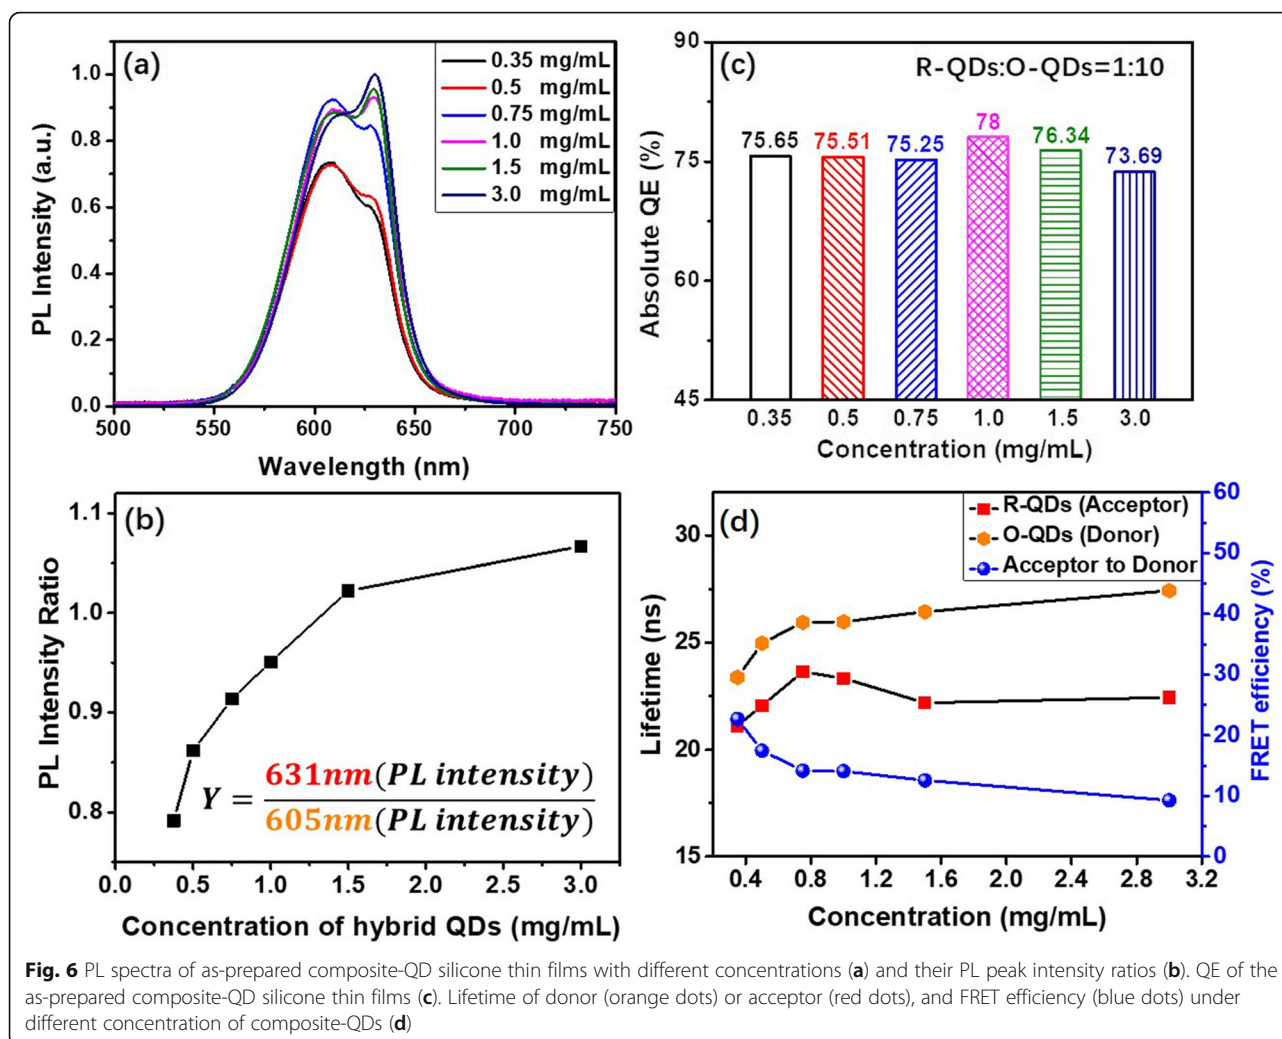 (a)
0.35 mg/mL
0.5 mg/mL
0.75 mg/mL
1.0 mg/mL
1.5 mg/mL
3.0 mg/mL
PL Intensity (a.u.)
1.0
0.8
0.6
0.4
0.2
0.0
500 550 600 650 700 750
Wavelength (nm)
(c)
R-QDs:O-QDs=1:10
Absolute QE (%)
90
75
60
45
75.65 75.51 75.25 78 76.34 73.69
0.35 0.5 0.75 1.0 1.5 3.0
Concentration (mg/mL)
(b)
PL Intensity Ratio
1.1
1.0
0.9
0.8
Y = 631nm(PL intensity)
605nm(PL intensity)
0.0 0.5 1.0 1.5 2.0 2.5 3.0
Concentration of hybrid QDs (mg/mL)
(d)
R-QDs (Acceptor)
O-QDs (Donor)
Acceptor to Donor
Lifetime (ns)
30
25
20
15
60
50
40
30
20
10
0
FRET efficiency (%)
0.4 0.8 1.2 1.6 2.0 2.4 2.8 3.2
Concentration (mg/mL)
Fig. 6 PL spectra of as-prepared composite-QD silicone thin films with different concentrations (a) and their PL peak intensity ratios (b). QE of the
as-prepared composite-QD silicone thin films (c). Lifetime of donor (orange dots) or acceptor (red dots), and FRET efficiency (blue dots) under
different concentration of composite-QDs (d)